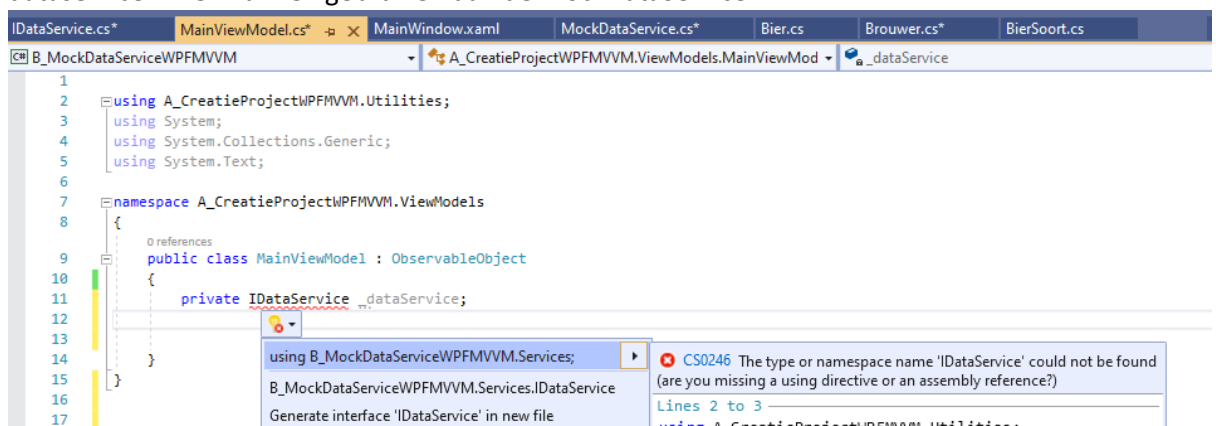 IDataService.cs* MainViewModel.cs* MainWindow.xaml MockDataService.cs* Bier.cs Brouwer.cs* BierSoort.cs
C# B_MockDataServiceWPFMVVM A_CreatieProjectWPFMVVM.ViewModels.MainViewMod _dataService
1
2 using A_CreatieProjectWPFMVVM.Utilities;
3 using System;
4 using System.Collections.Generic;
5 using System.Text;
6
7 namespace A_CreatieProjectWPFMVVM.ViewModels
8 {
0 references
9 public class MainViewModel : ObservableObject
10 {
11 private IDataService _dataService;
12
13
14 }
15 }
16
17
using B_MockDataServiceWPFMVVM.Services;
B_MockDataServiceWPFMVVM.Services.IDataService
Generate interface 'IDataService' in new file
CS0246 The type or namespace name 'IDataService' could not be found
(are you missing a using directive or an assembly reference?)
Lines 2 to 3
using A_CreatieProjectWPFMVVM.Utilities;